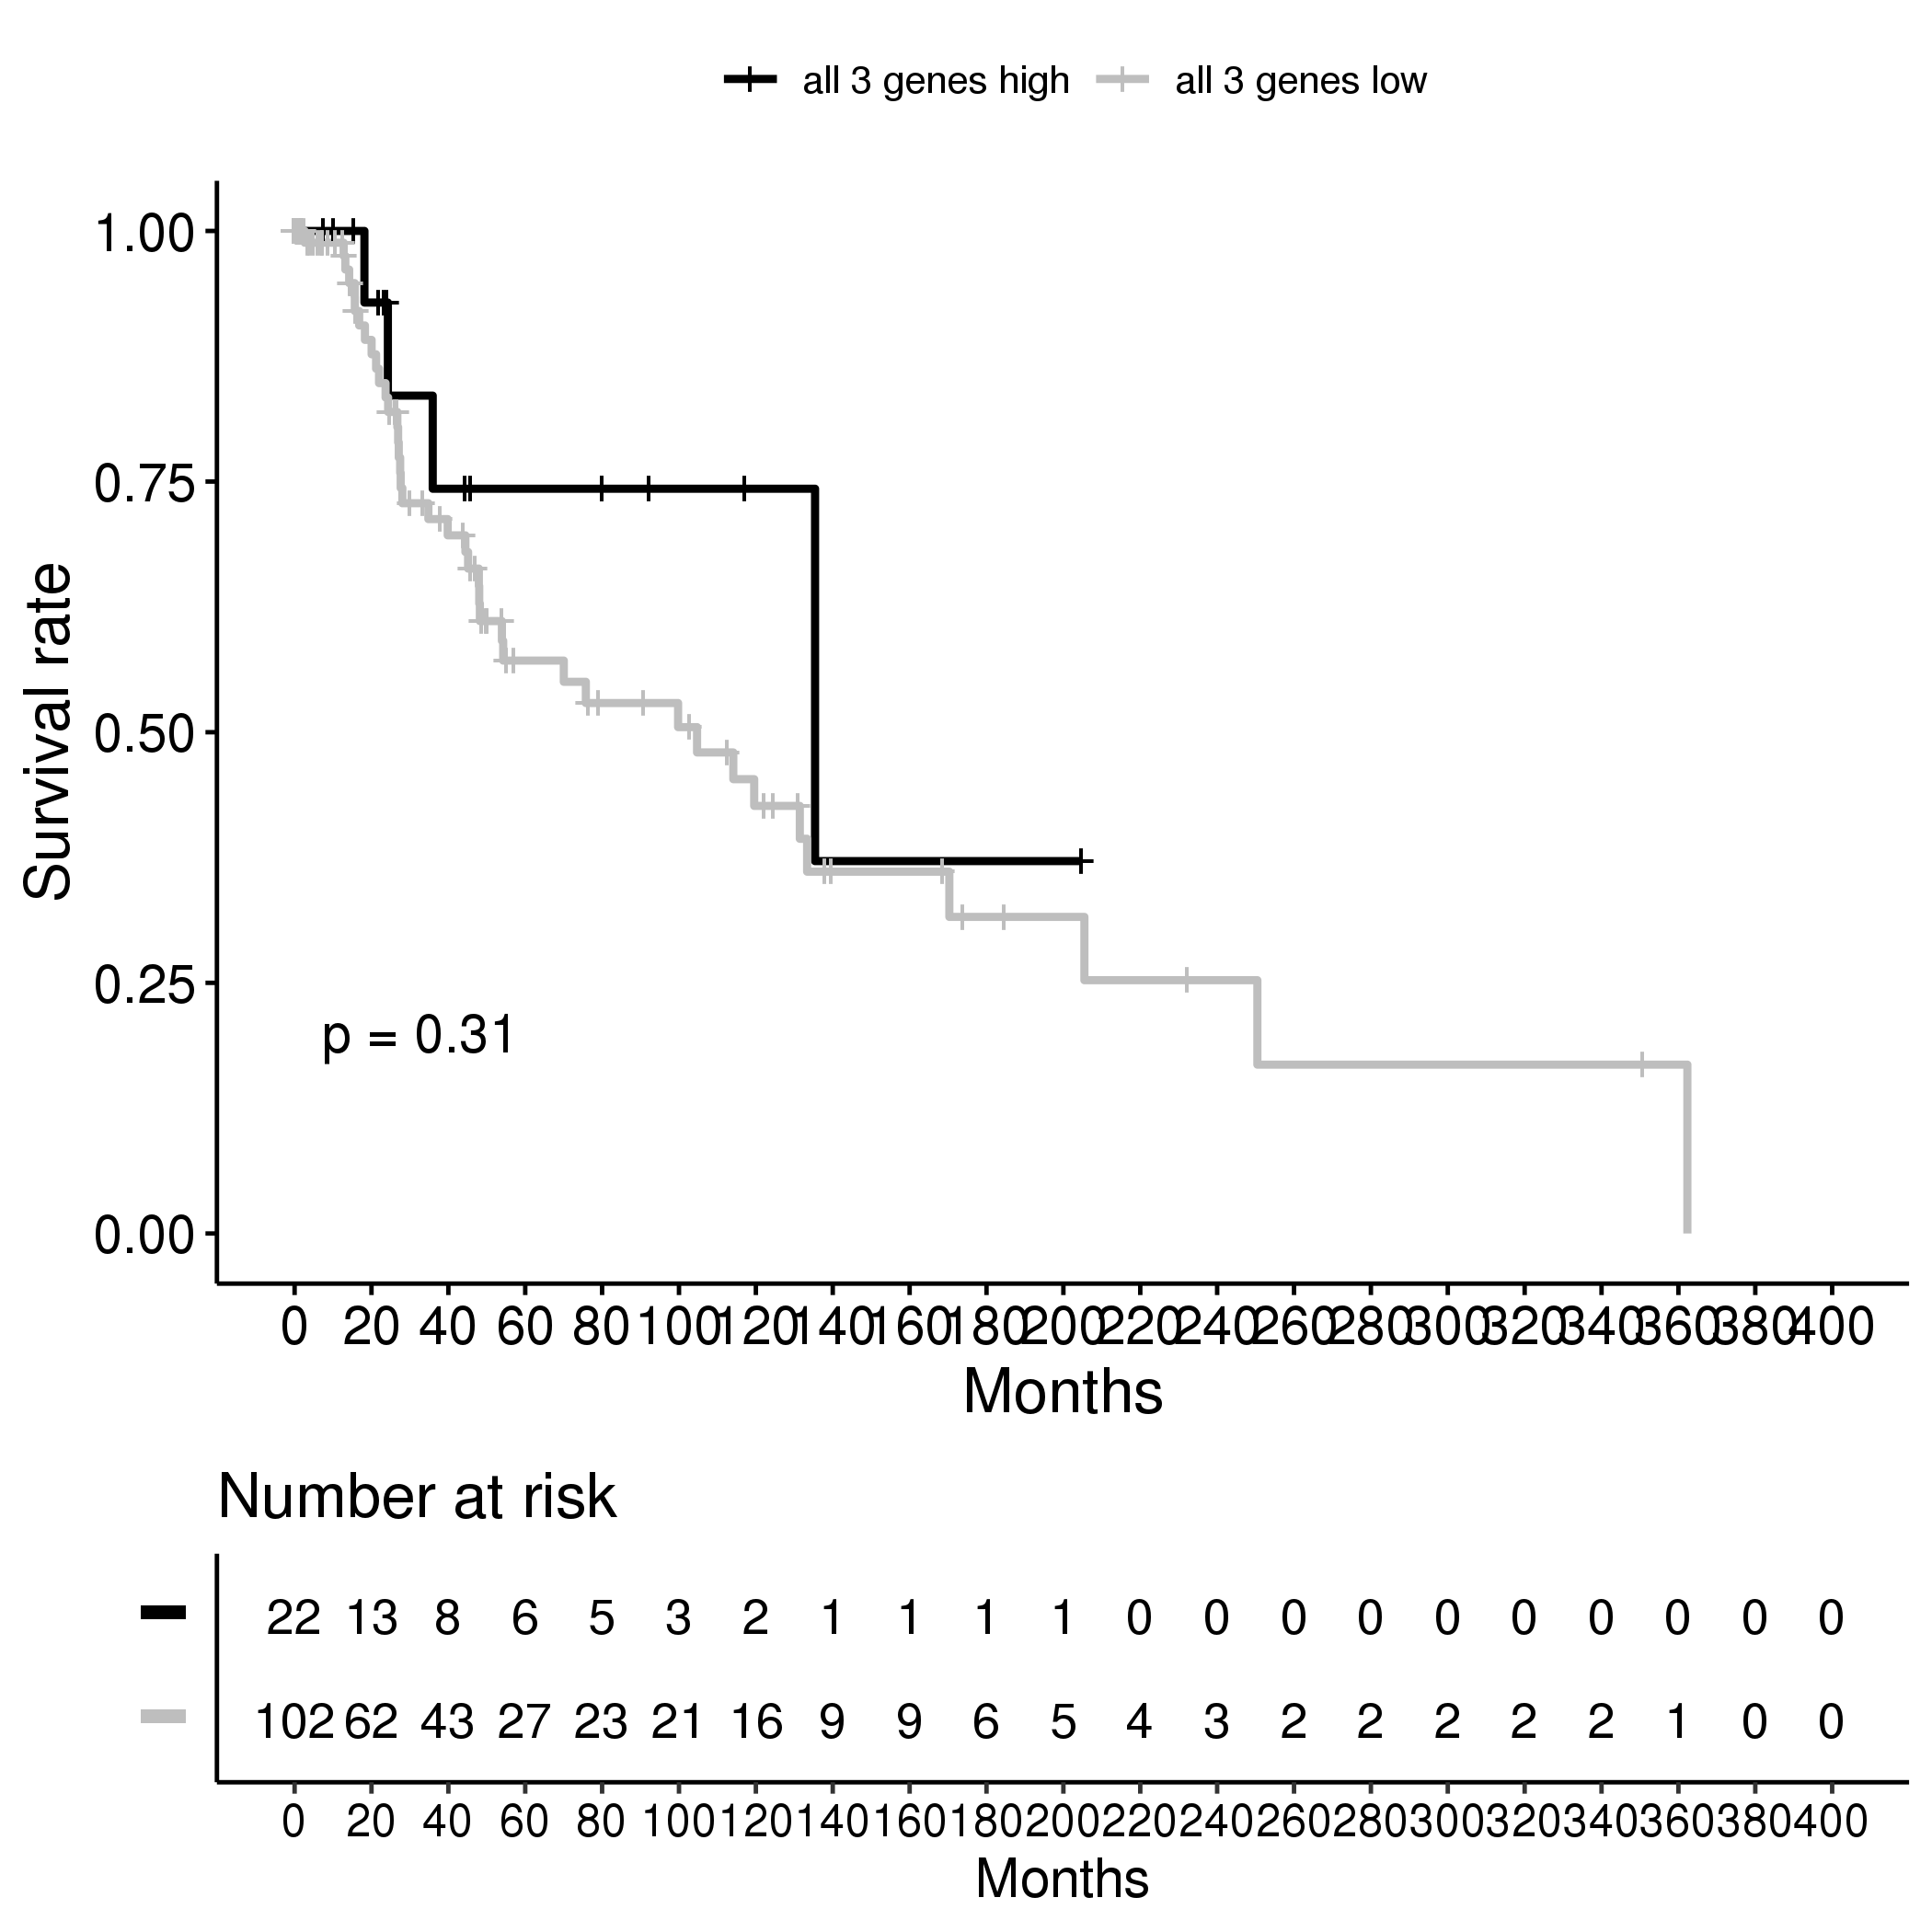 all 3 genes high all 3 genes low
1.00
0.75
0.50
0.25
0.00
Survival rate
p = 0.31
0 20 40 60 80 100 120 140 160 180 200 220 240 260 280 300 320 340 360 380 400
Months
Number at risk
22 13 8 6 5 3 2 1 1 1 1 0 0 0 0 0 0 0 0 0 0
102 62 43 27 23 21 16 9 9 6 5 4 3 2 2 2 2 2 1 0 0
0 20 40 60 80 100 120 140 160 180 200 220 240 260 280 300 320 340 360 380 400
Months